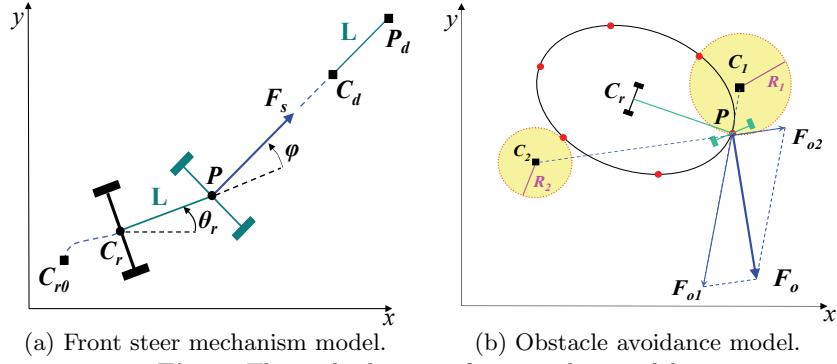 y
L
P_d
C_d
F_s
φ
P
L
θ_r
C_r
C_r0
x
y
C_1
R_1
C_r
P
F_o2
C_2
R_2
F_o1
F_o
x
(a) Front steer mechanism model.
(b) Obstacle avoidance model.